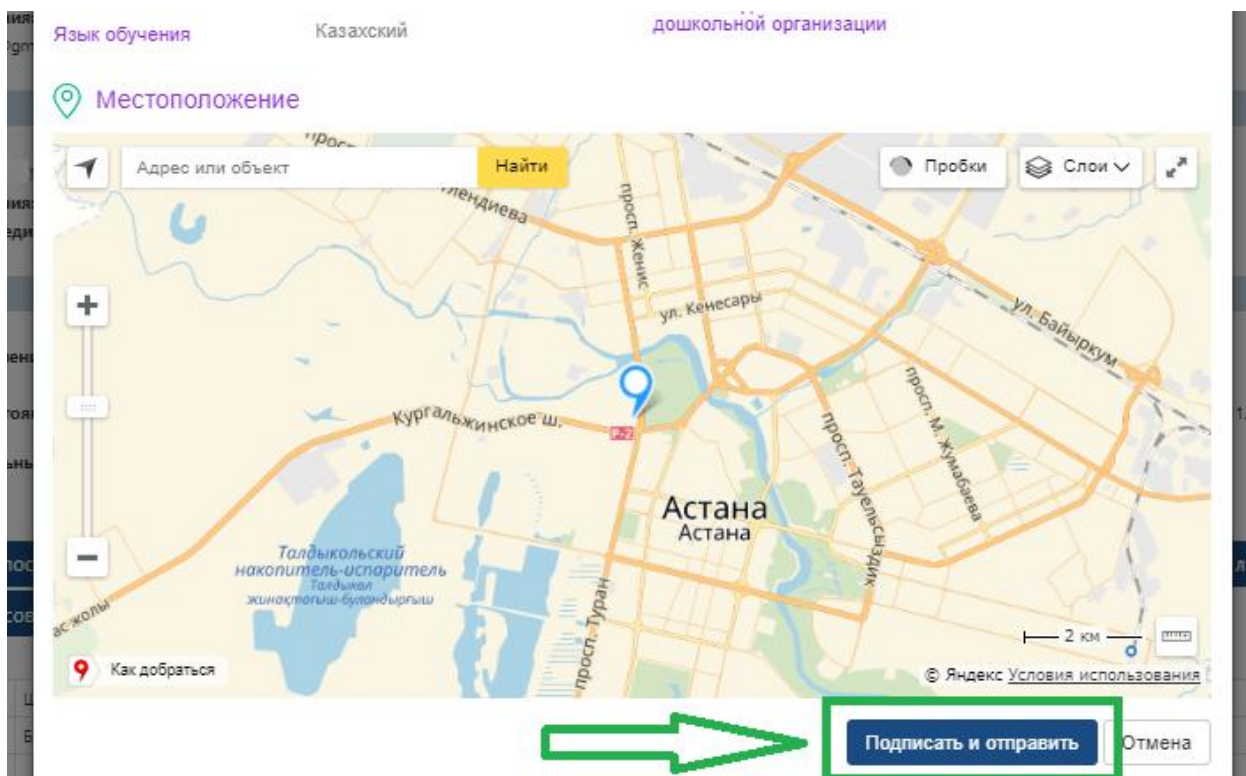 дошкольной организации
Язык обучения
Казахский
Местоположение
Адрес или объект
Найти
Пробки
Слои
просп. Женис
ул. Кенесары
ул. Байыркум
просп. М. Жумабаева
просп. Тауельсыздик
Кургальжинское ш.
Р-2
Астана
Астана
Талдыкольский
накопитель-испаритель
Талдыкол
жинақтағыш-буландырғыш
просп. Туран
2 км
Как добраться
© Яндекс Условия использования
Подписать и отправить
Отмена